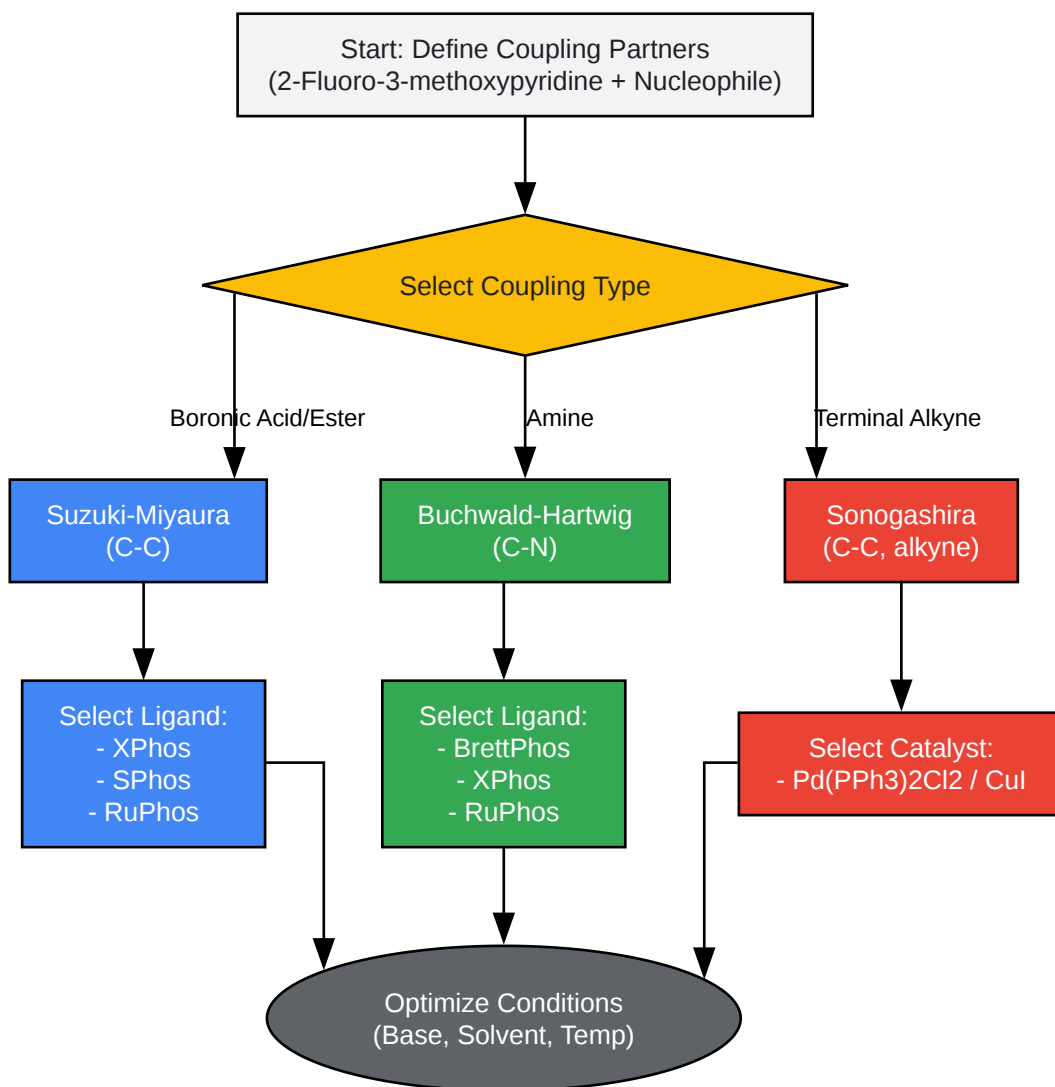 Start: Define Coupling Partners
(2-Fluoro-3-methoxypyridine + Nucleophile)
Select Coupling Type
Boronic Acid/Ester
Amine
Terminal Alkyne
Suzuki-Miyaura
(C-C)
Buchwald-Hartwig
(C-N)
Sonogashira
(C-C, alkyne)
Select Ligand:
- XPhos
- SPhos
- RuPhos
Select Ligand:
- BrettPhos
- XPhos
- RuPhos
Select Catalyst:
- Pd(PPh3)2Cl2 / CuI
Optimize Conditions
(Base, Solvent, Temp)